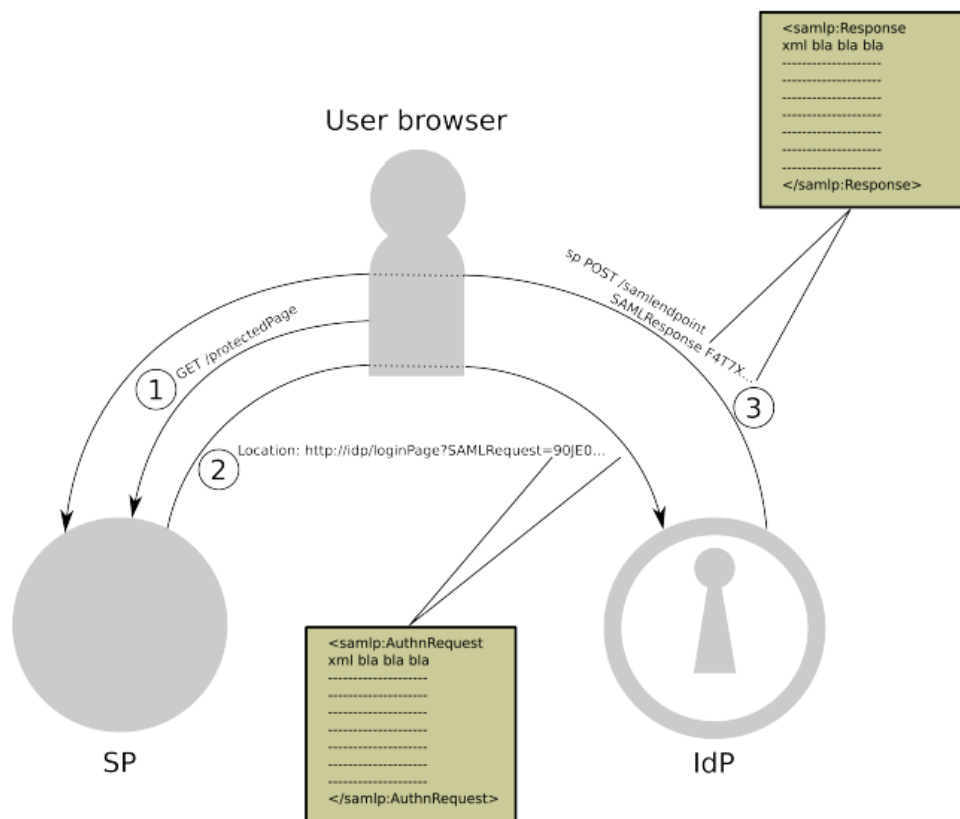 <samlp:Response
xml bla bla bla
--------------------
--------------------
--------------------
--------------------
--------------------
--------------------
--------------------
</samlp:Response>
User browser
sp POST /samlendpoint
SAMLResponse F4T7X...
GET /protectedPage
1
3
2
Location: http://idp/loginPage?SAMLRequest=90JE0...
<samlp:AuthnRequest
xml bla bla bla
--------------------
--------------------
--------------------
--------------------
--------------------
--------------------
--------------------
</samlp:AuthnRequest>
SP
IdP